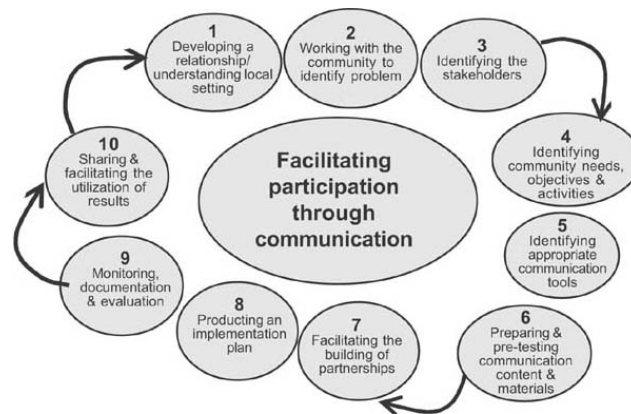 1
Developing a
relationship/
understanding local
setting
2
Working with the
community to
identify problem
3
Identifying the
stakeholders
4
Identifying
community needs,
objectives &
activities
5
Identifying
appropriate
communication
tools
6
Preparing &
pre-testing
communication
content &
materials
7
Facilitating the
building of
partnerships
8
Producting an
implementation
plan
9
Monitoring,
documentation
& evaluation
10
Sharing &
facilitating the
utilization of
results
Facilitating
participation
through
communication